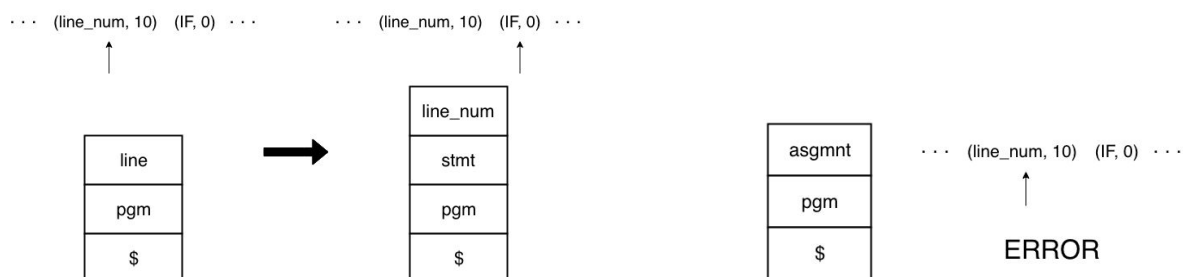 · · · (line_num, 10) (IF, 0) · · ·
line
pgm
$
· · · (line_num, 10) (IF, 0) · · ·
line_num
stmt
pgm
$
asgmnt
pgm
$
· · · (line_num, 10) (IF, 0) · · ·
ERROR